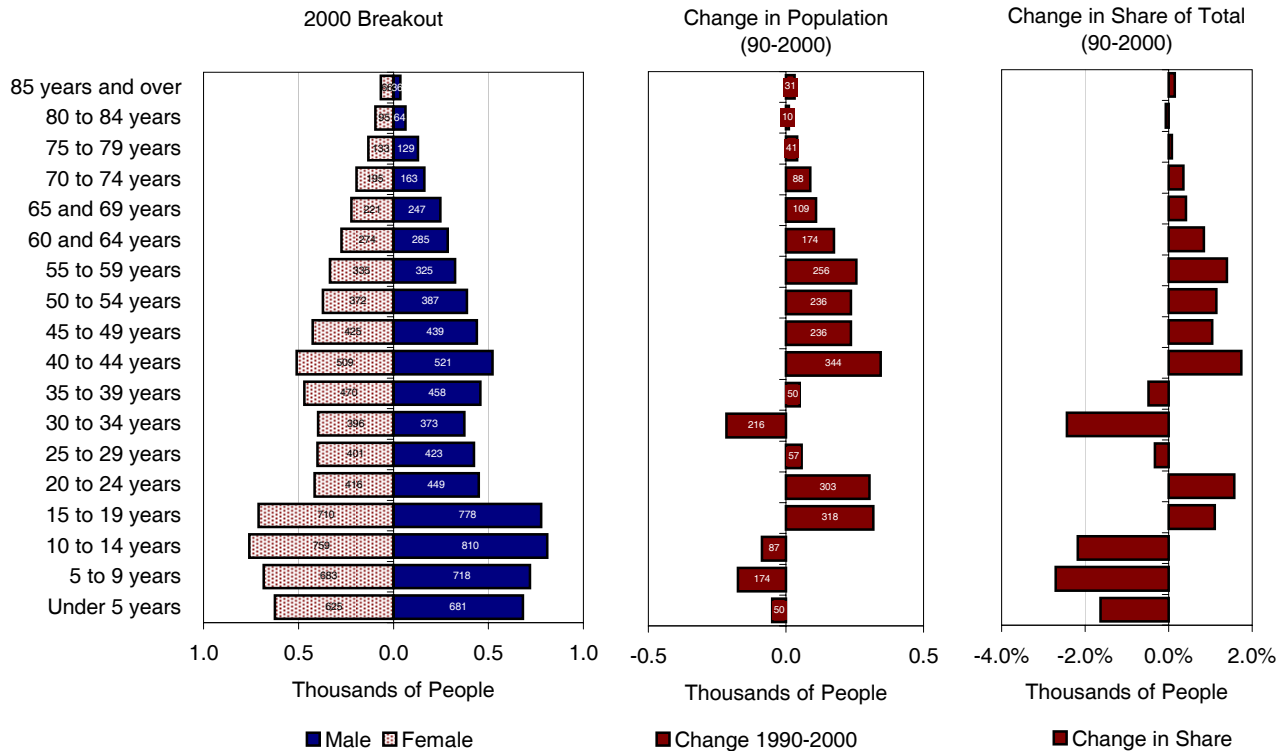 2000 Breakout
Change in Population
(90-2000)
Change in Share of Total
(90-2000)
85 years and over 66 36 31
80 to 84 years 95 64 10
75 to 79 years 133 129 41
70 to 74 years 163 88
65 and 69 years 221 247 109
60 and 64 years 285 174
55 to 59 years 325 256
50 to 54 years 387 236
45 to 49 years 439 236
40 to 44 years 509 521 344
35 to 39 years 470 458 50
30 to 34 years 396 373 216
25 to 29 years 401 423 57
20 to 24 years 449 303
15 to 19 years 710 778 318
10 to 14 years 759 810 87
5 to 9 years 683 718 174
Under 5 years 625 681 50
1.0 0.5 0.0 0.5 1.0
-0.5 0.0 0.5
-4.0% -2.0% 0.0% 2.0%
Thousands of People
Thousands of People
Thousands of People
Male Female
Change 1990-2000
Change in Share